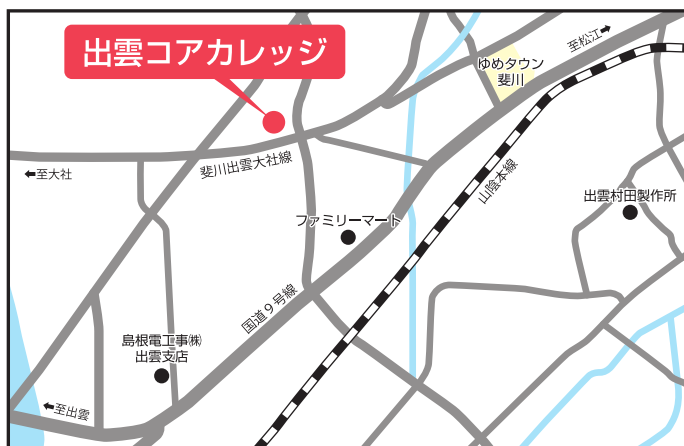 出雲コアカレッジ
至松江➡
ゆめタウン
斐川
⬅至大社
斐川出雲大社線
山陰本線
出雲村田製作所
ファミリーマート
国道9号線
島根電工事㈱
出雲支店
⬅至出雲